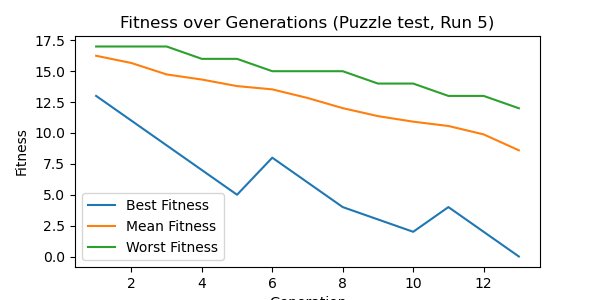 Fitness over Generations (Puzzle test, Run 5)
17.5
15.0
12.5
10.0
7.5
5.0
2.5
0.0
Fitness
Best Fitness
Mean Fitness
Worst Fitness
2 4 6 8 10 12
Generation